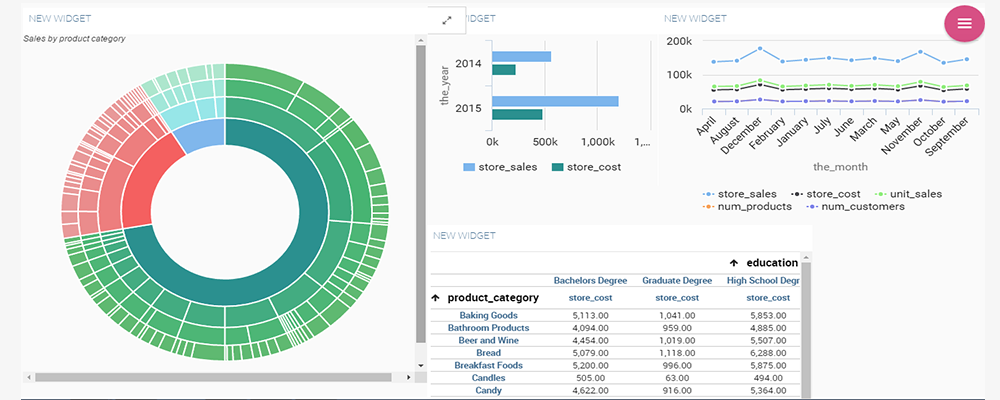 NEW WIDGET
Sales by product category
IDGET
the_year
2014
2015
0k 500k 1,000k 1,...
store_sales store_cost
NEW WIDGET
200k
100k
0k
April August December February January July June March May November October September
the_month
store_sales store_cost unit_sales
num_products num_customers
NEW WIDGET
education
Bachelors Degree Graduate Degree High School Degr
product_category store_cost store_cost store_cost
Baking Goods 5,113.00 1,041.00 5,853.00
Bathroom Products 4,094.00 959.00 4,885.00
Beer and Wine 4,454.00 1,019.00 5,507.00
Bread 5,079.00 1,118.00 6,288.00
Breakfast Foods 5,200.00 996.00 5,875.00
Candles 505.00 63.00 494.00
Candy 4,622.00 916.00 5,364.00